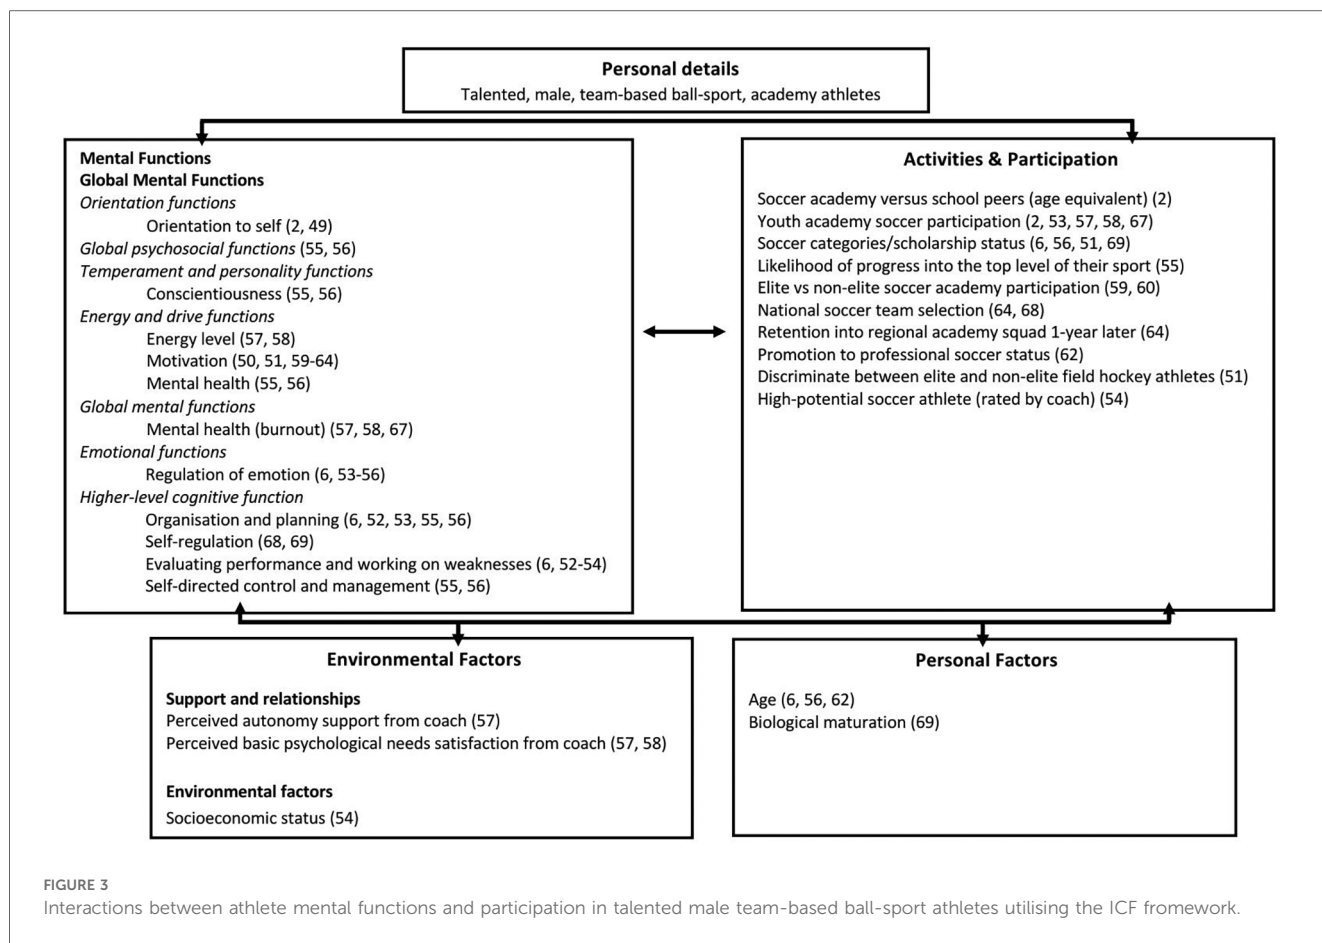 Personal details
Talented, male, team-based ball-sport, academy athletes
Mental Functions
Global Mental Functions
Orientation functions
Orientation to self (2, 49)
Global psychosocial functions (55, 56)
Temperament and personality functions
Conscientiousness (55, 56)
Energy and drive functions
Energy level (57, 58)
Motivation (50, 51, 59-64)
Mental health (55, 56)
Global mental functions
Mental health (burnout) (57, 58, 67)
Emotional functions
Regulation of emotion (6, 53-56)
Higher-level cognitive function
Organisation and planning (6, 52, 53, 55, 56)
Self-regulation (68, 69)
Evaluating performance and working on weaknesses (6, 52-54)
Self-directed control and management (55, 56)
Activities & Participation
Soccer academy versus school peers (age equivalent) (2)
Youth academy soccer participation (2, 53, 57, 58, 67)
Soccer categories/scholarship status (6, 56, 51, 69)
Likelihood of progress into the top level of their sport (55)
Elite vs non-elite soccer academy participation (59, 60)
National soccer team selection (64, 68)
Retention into regional academy squad 1-year later (64)
Promotion to professional soccer status (62)
Discriminate between elite and non-elite field hockey athletes (51)
High-potential soccer athlete (rated by coach) (54)
Environmental Factors
Support and relationships
Perceived autonomy support from coach (57)
Perceived basic psychological needs satisfaction from coach (57, 58)
Environmental factors
Socioeconomic status (54)
Personal Factors
Age (6, 56, 62)
Biological maturation (69)
FIGURE 3
Interactions between athlete mental functions and participation in talented male team-based ball-sport athletes utilising the ICF fromework.